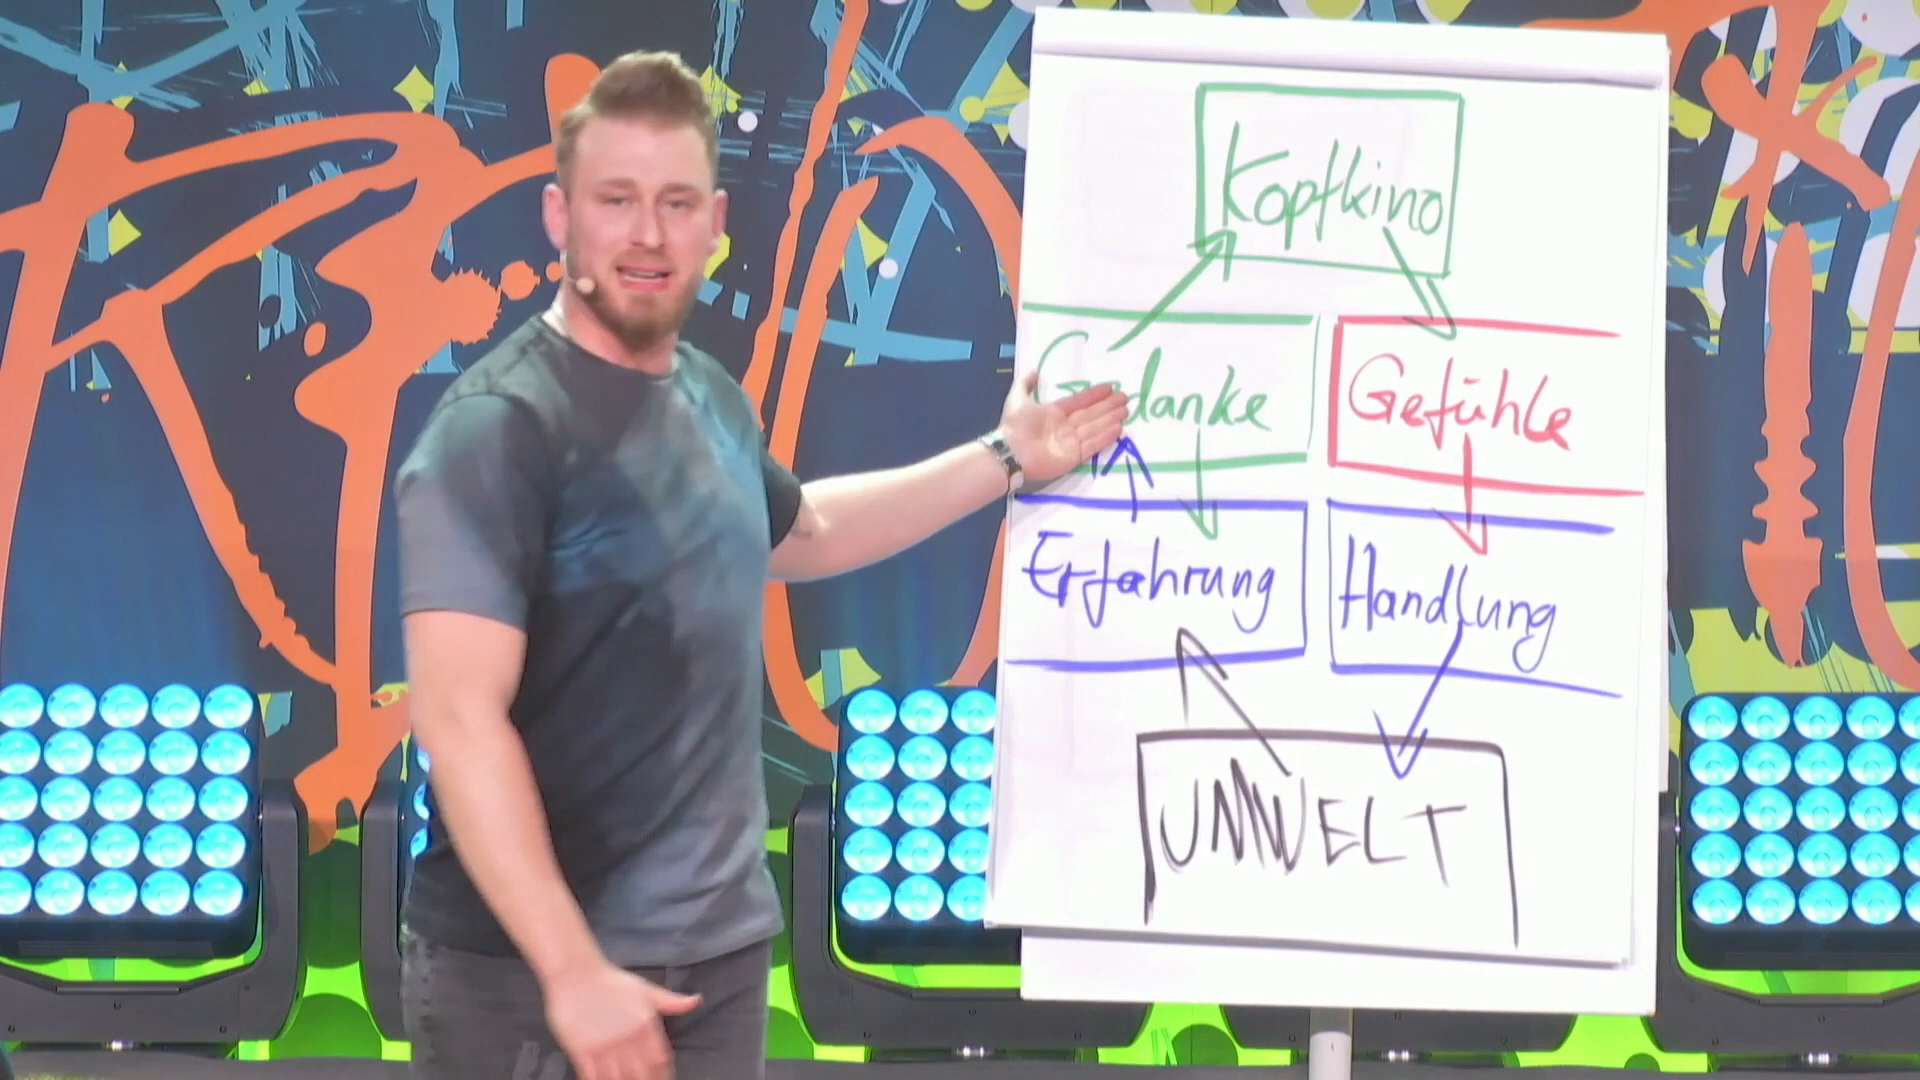 Kopfkino
Gedanke
Gefühle
Erfahrung
Handlung
UMWELT